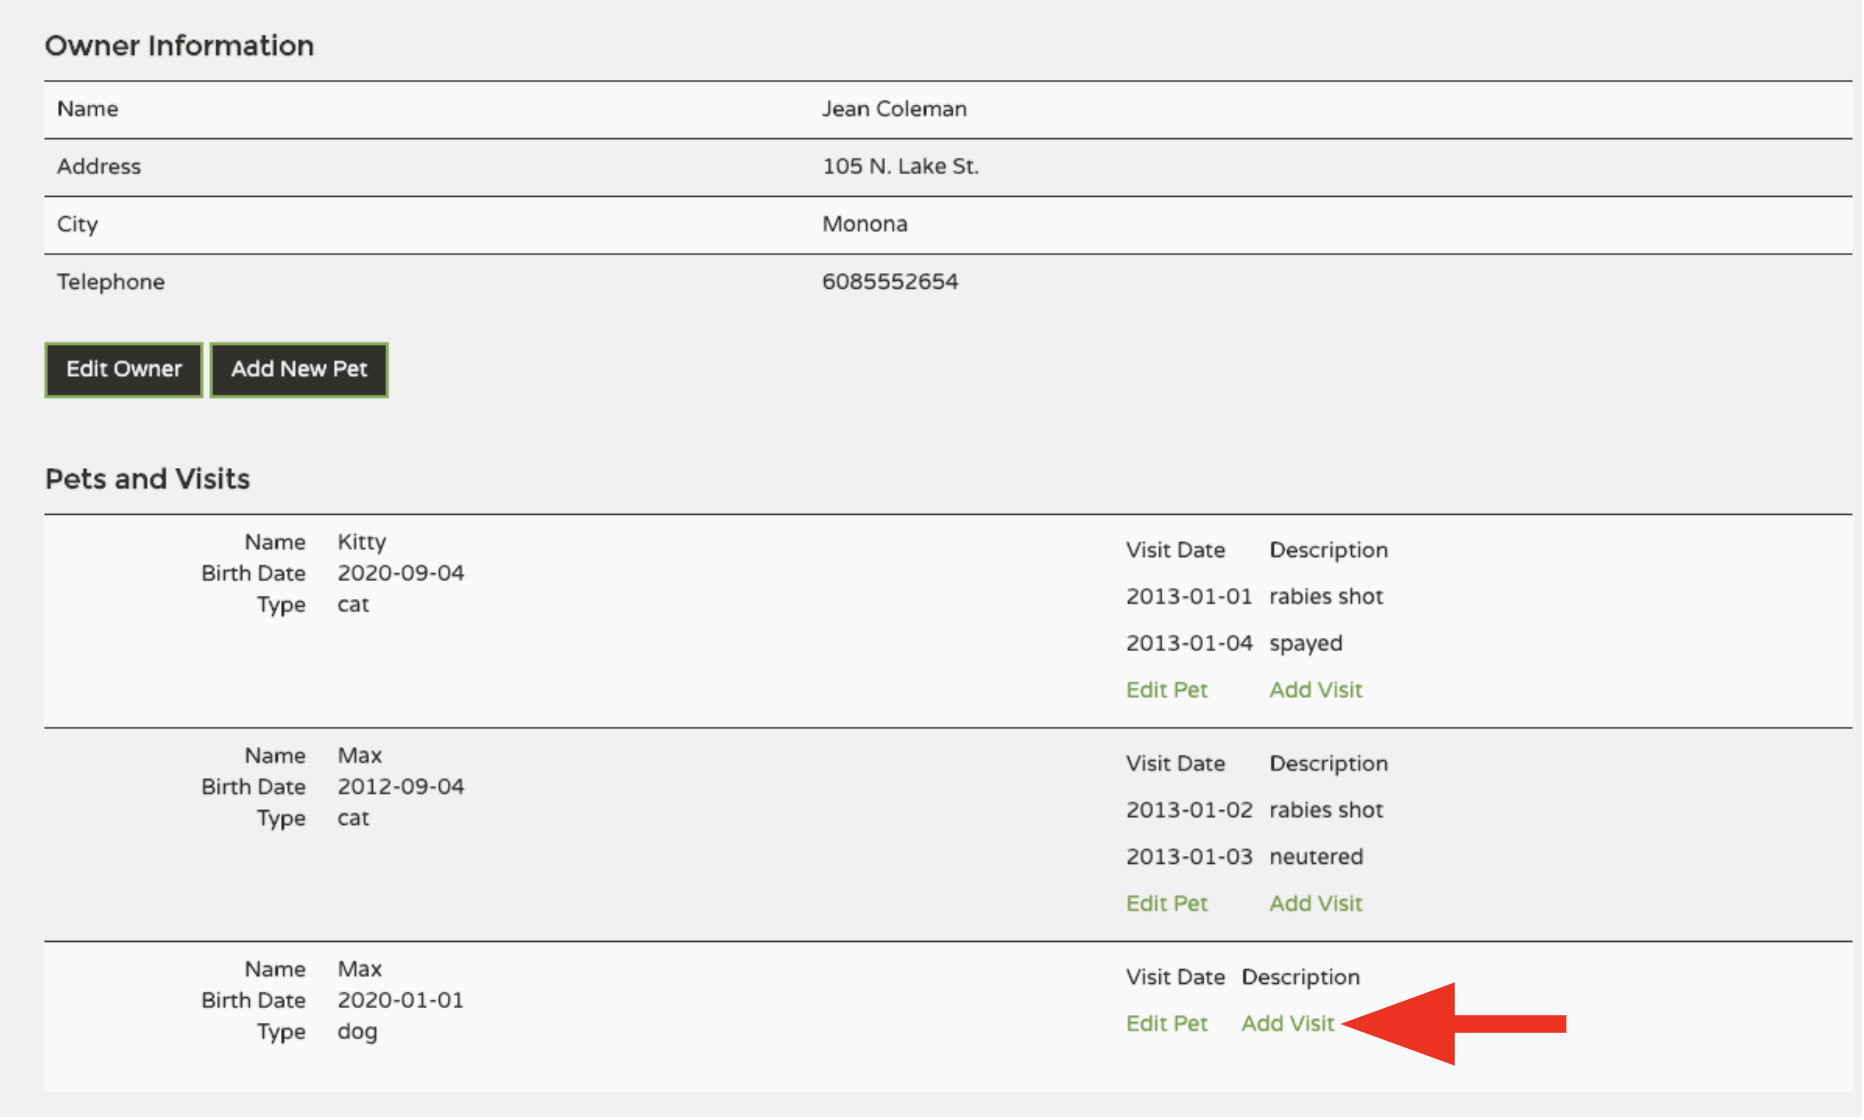 Owner Information
Name Jean Coleman
Address 105 N. Lake St.
City Monona
Telephone 6085552654
Edit Owner Add New Pet
Pets and Visits
Name Kitty
Birth Date 2020-09-04
Type cat
Visit Date Description
2013-01-01 rabies shot
2013-01-04 spayed
Edit Pet Add Visit
Name Max
Birth Date 2012-09-04
Type cat
Visit Date Description
2013-01-02 rabies shot
2013-01-03 neutered
Edit Pet Add Visit
Name Max
Birth Date 2020-01-01
Type dog
Visit Date Description
Edit Pet Add Visit